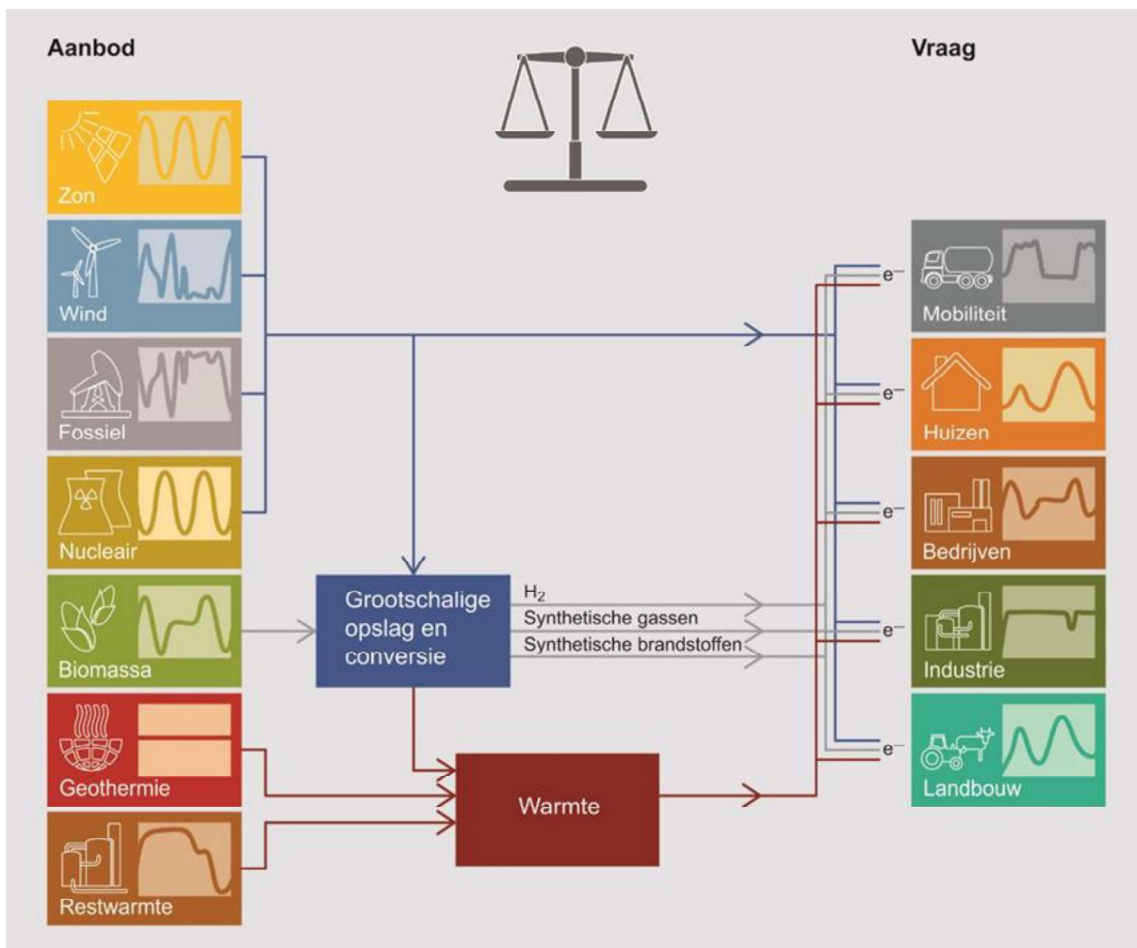 Aanbod
Vraag
Zon
Wind
Fossiel
Nucleair
Biomassa
Geothermie
Restwarmte
Grootschalige
opslag en
conversie
H₂
Synthetische gassen
Synthetische brandstoffen
Warmte
e⁻
Mobiliteit
e⁻
Huizen
e⁻
Bedrijven
e⁻
Industrie
e⁻
Landbouw